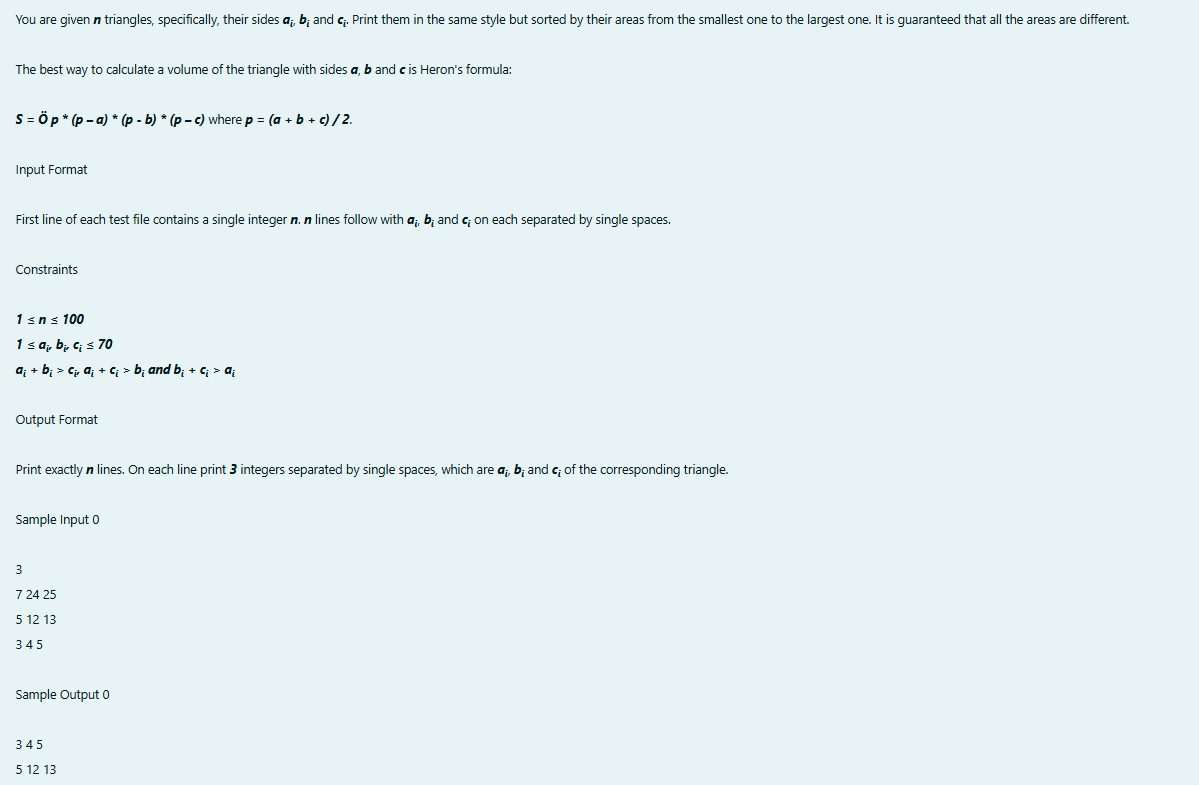 You are given n triangles, specifically, their sides aᵢ, bᵢ and cᵢ. Print them in the same style but sorted by their areas from the smallest one to the largest one. It is guaranteed that all the areas are different.
The best way to calculate a volume of the triangle with sides a, b and c is Heron's formula:
S = Ö p * (p – a) * (p - b) * (p – c) where p = (a + b + c) / 2.
Input Format
First line of each test file contains a single integer n. n lines follow with aᵢ, bᵢ and cᵢ on each separated by single spaces.
Constraints
1 ≤ n ≤ 100
1 ≤ aᵢ, bᵢ, cᵢ ≤ 70
aᵢ + bᵢ > cᵢ, aᵢ + cᵢ > bᵢ and bᵢ + cᵢ > aᵢ
Output Format
Print exactly n lines. On each line print 3 integers separated by single spaces, which are aᵢ, bᵢ and cᵢ of the corresponding triangle.
Sample Input 0
3
7 24 25
5 12 13
3 4 5
Sample Output 0
3 4 5
5 12 13